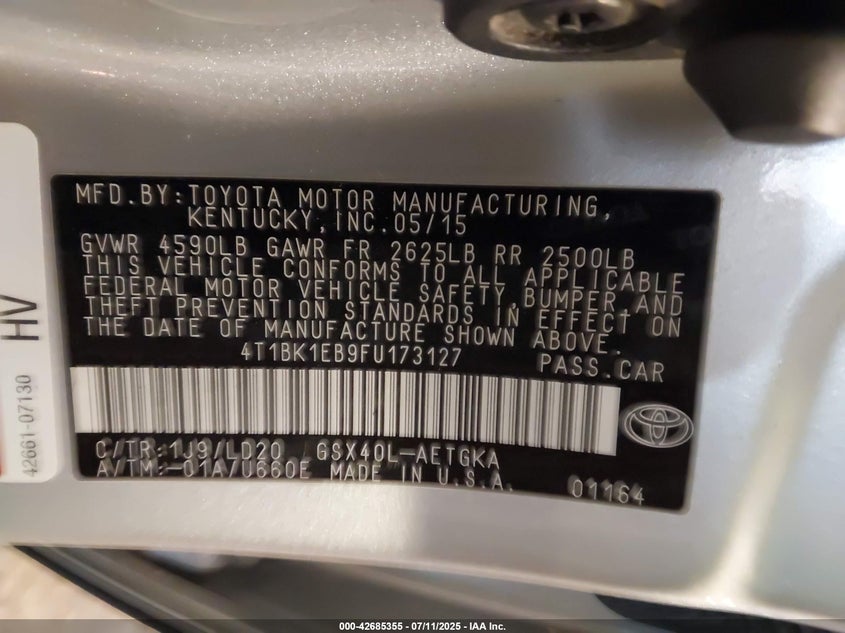 MFD.BY:TOYOTA MOTOR MANUFACTURING,
KENTUCKY,INC.05/15
GVWR 4590LB GAWR FR 2625LB RR 2500LB
THIS VEHICLE CONFORMS TO ALL APPLICABLE
FEDERAL MOTOR VEHICLE SAFETY,BUMPER AND
THEFT PREVENTION STANDARDS IN EFFECT ON
THE DATE OF MANUFACTURE SHOWN ABOVE.
4T1BK1EB9FU173127 PASS.CAR
C/TR:1J9/LD20 GSX40L-AETGKA
A/TM:-01A/U660E MADE IN U.S.A. 01164
HV
42661-07130
000-42685355 - 07/11/2025 - IAA Inc.